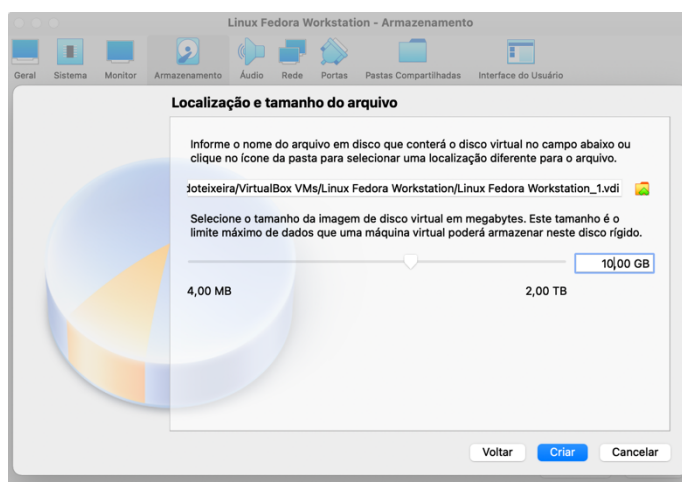 Linux Fedora Workstation - Armazenamento
Geral Sistema Monitor Armazenamento Áudio Rede Portas Pastas Compartilhadas Interface do Usuário
Localização e tamanho do arquivo
Informe o nome do arquivo em disco que conterá o disco virtual no campo abaixo ou
clique no ícone da pasta para selecionar uma localização diferente para o arquivo.
doteixeira/VirtualBox VMs/Linux Fedora Workstation/Linux Fedora Workstation_1.vdi
Selecione o tamanho da imagem de disco virtual em megabytes. Este tamanho é o
limite máximo de dados que uma máquina virtual poderá armazenar neste disco rígido.
10,00 GB
4,00 MB 2,00 TB
Voltar Criar Cancelar